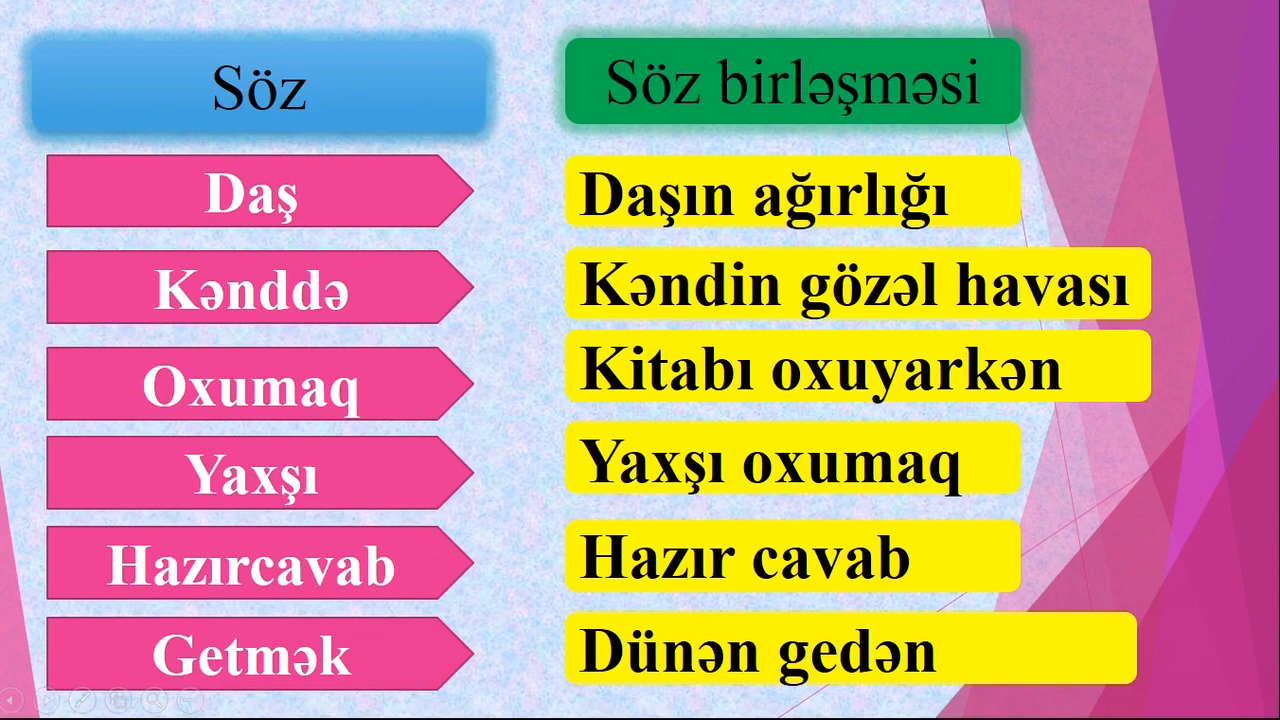 Söz
Söz birləşməsi
Daş
Daşın ağırlığı
Kənddə
Kəndin gözəl havası
Oxumaq
Kitabı oxuyarkən
Yaxşı
Yaxşı oxumaq
Hazırcavab
Hazır cavab
Getmək
Dünən gedən